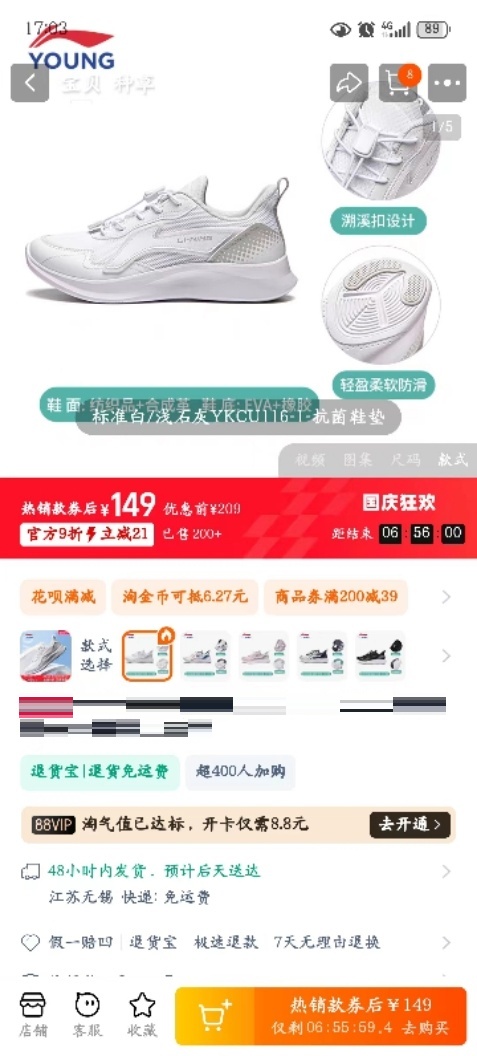 17:03
4G
89
YOUNG
宝贝 种草
8
1/5
LI-NING
溯溪扣设计
轻盈柔软防滑
鞋面: 纺织品+合成革 鞋底: EVA+橡胶
标准白/浅石灰YKCU116-1-抗菌鞋垫
视频 图集 尺码 款式
热销款券后¥149 优惠前¥209
国庆狂欢
官方9折 立减21 已售200+
距结束 06:56:00
花呗满减 淘金币可抵6.27元 商品券满200减39
款式
选择
退货宝|退货免运费 超400人加购
88VIP 淘气值已达标，开卡仅需8.8元 去开通
48小时内发货，预计后天送达
江苏无锡 快递: 免运费
假一赔四 退货宝 极速退款 7天无理由退换
热销款券后￥149
仅剩06:55:59.4 去购买
店铺 客服 收藏